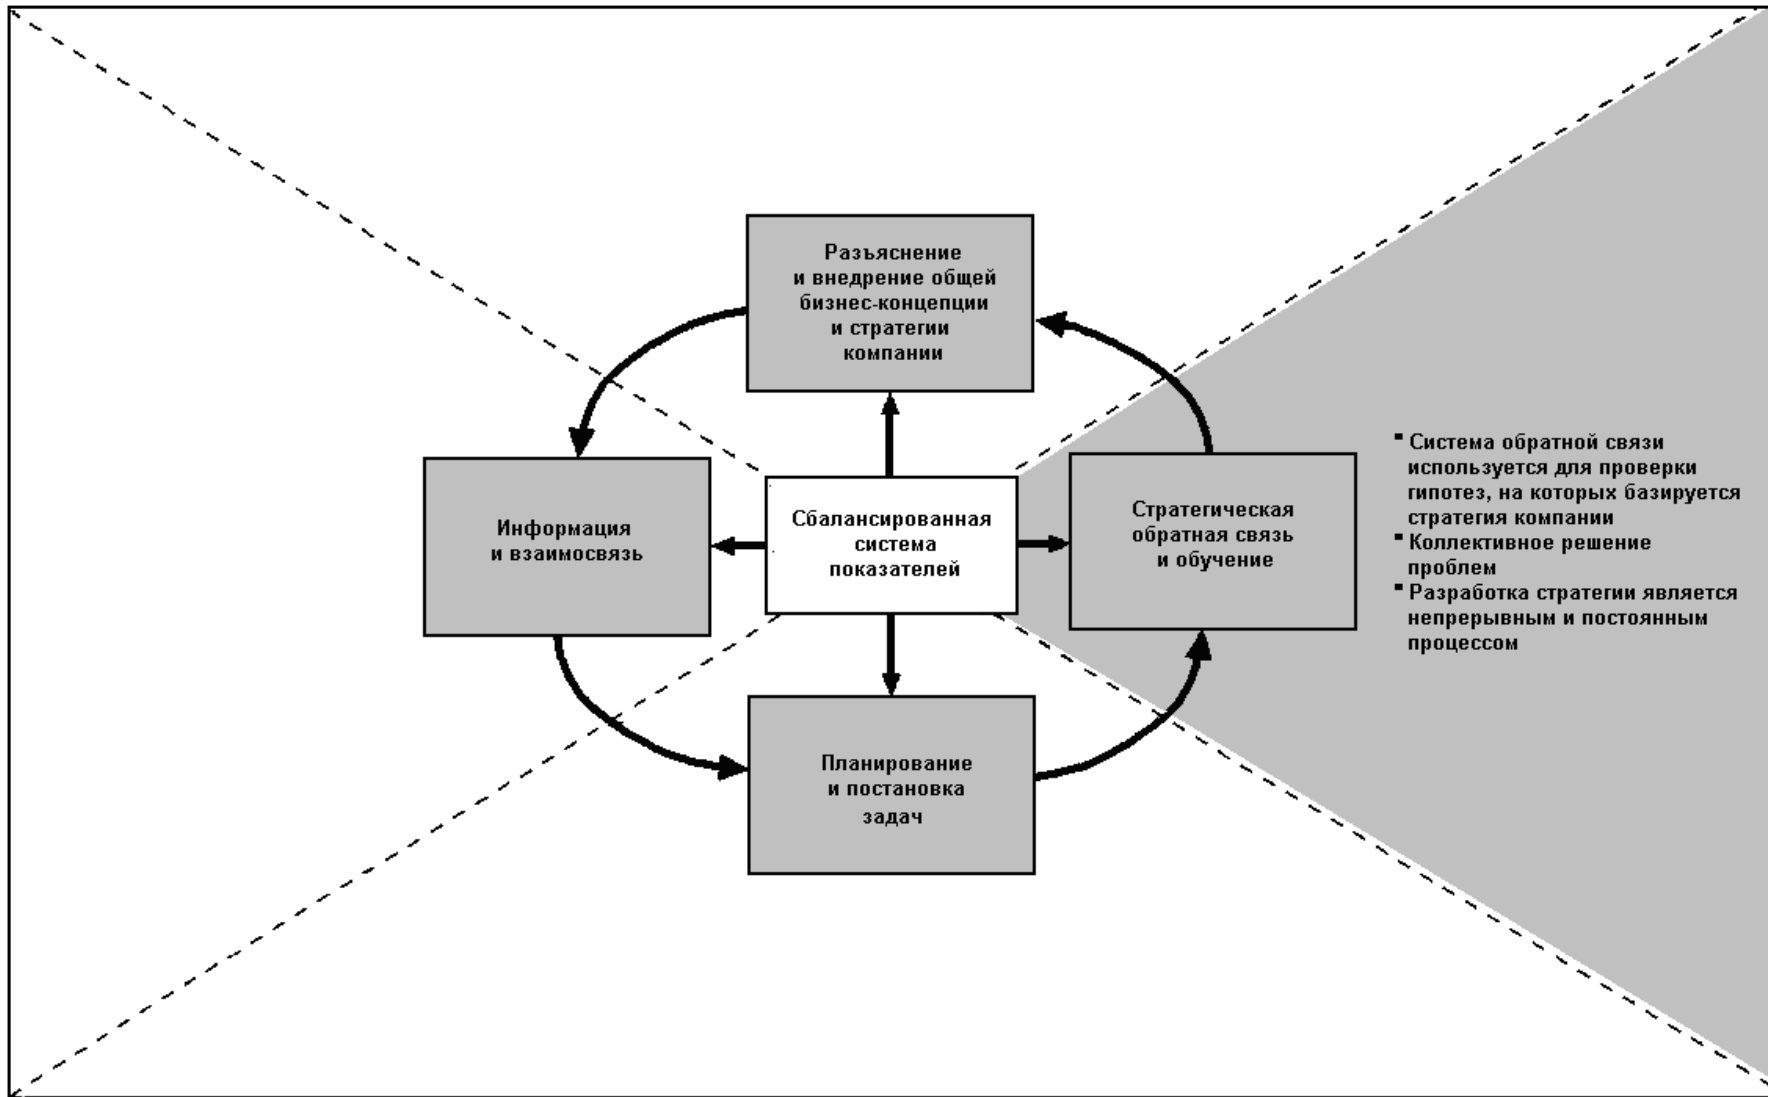 Разъяснение
и внедрение общей
бизнес-концепции
и стратегии
компании
Информация
и взаимосвязь
Сбалансированная
система
показателей
Стратегическая
обратная связь
и обучение
▪ Система обратной связи
используется для проверки
гипотез, на которых базируется
стратегия компании
▪ Коллективное решение
проблем
▪ Разработка стратегии является
непрерывным и постоянным
процессом
Планирование
и постановка
задач